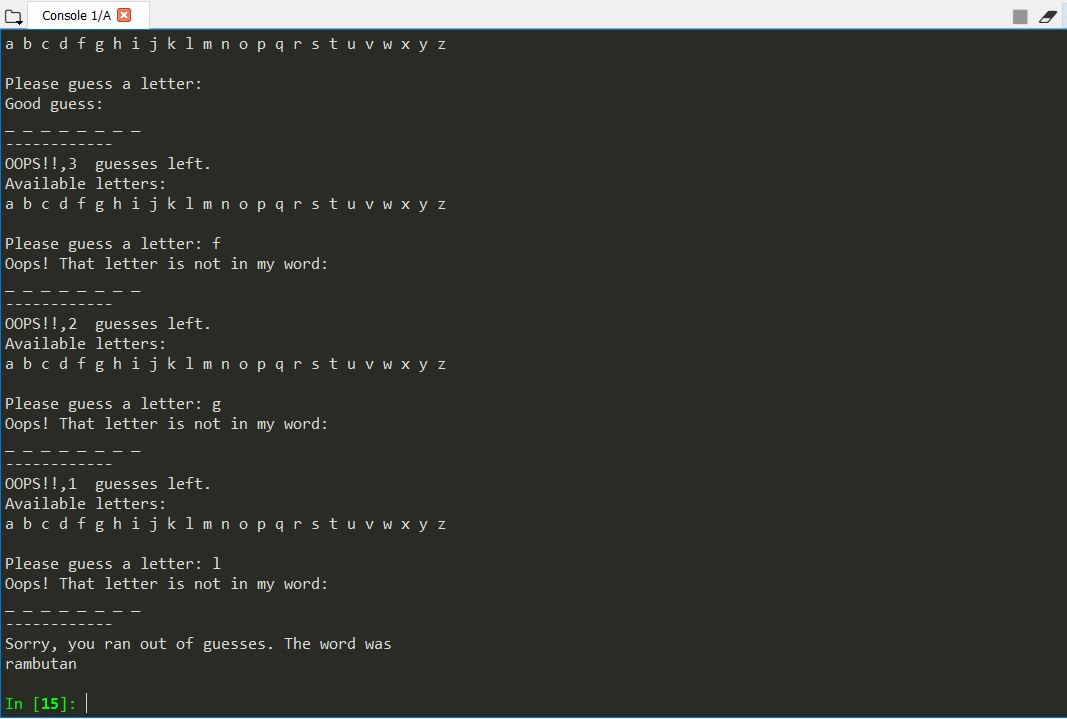 Console 1/A
a b c d e f g h i j k l m n o p q r s t u v w x y z
Please guess a letter:
Good guess:
_ _ _ _ _ _ _ _
------------
OOPS!!,3  guesses left.
Available letters:
a b c d f g h i j k l m n o p q r s t u v w x y z
Please guess a letter: f
Oops! That letter is not in my word:
_ _ _ _ _ _ _ _
------------
OOPS!!,2  guesses left.
Available letters:
a b c d f g h i j k l m n o p q r s t u v w x y z
Please guess a letter: g
Oops! That letter is not in my word:
_ _ _ _ _ _ _ _
------------
OOPS!!,1  guesses left.
Available letters:
a b c d f g h i j k l m n o p q r s t u v w x y z
Please guess a letter: l
Oops! That letter is not in my word:
_ _ _ _ _ _ _ _
------------
Sorry, you ran out of guesses. The word was
rambutan
In [15]: